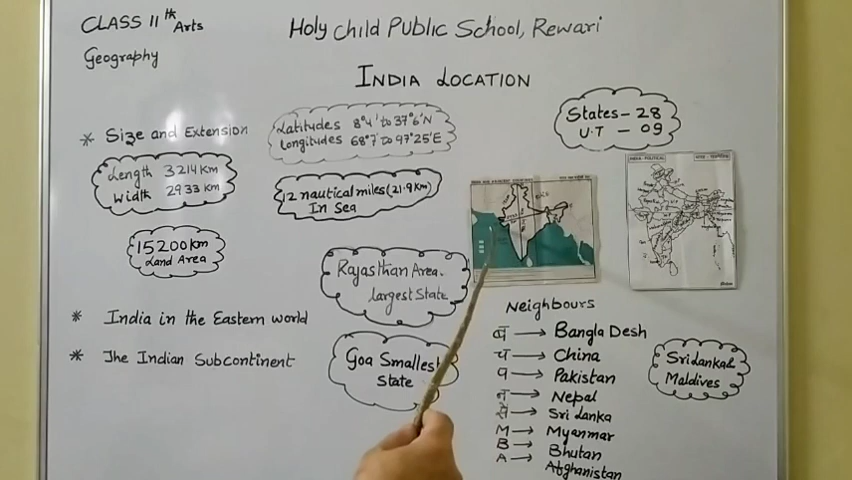 CLASS 11th Arts
Geography
Holy Child Public School, Rewari
INDIA LOCATION
* Size and Extension
Latitudes 8°4' to 37°6'N
Longitudes 68°7' to 97°25'E
States - 28
U.T - 09
Length 3214 km
Width 2933 km
12 nautical miles (21.9 km)
In Sea
15200 km
Land Area
Rajasthan Area.
largest State
* India in the Eastern world
* The Indian Subcontinent
Goa Smallest
State
Neighbours
ब → Bangla Desh
च → China
प → Pakistan
न → Nepal
से → Sri Lanka
M → Myanmar
B → Bhutan
A → Afghanistan
Sri Lanka &
Maldives